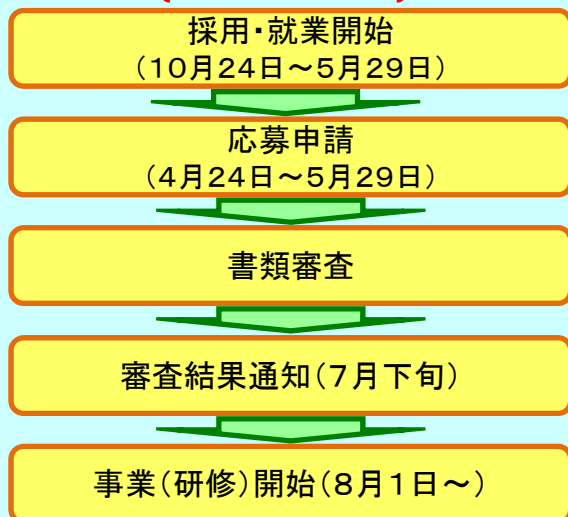 採用・就業開始
（10月24日～5月29日）
応募申請
（4月24日～5月29日）
書類審査
審査結果通知（7月下旬）
事業（研修）開始（8月1日～）